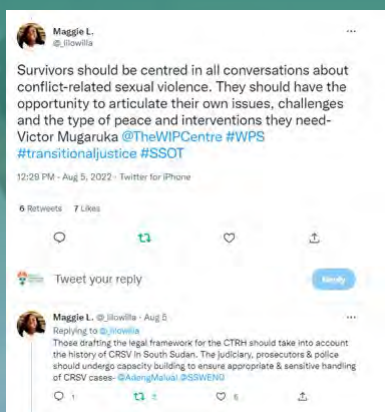 Maggie L.
@_lilowilla
Survivors should be centred in all conversations about
conflict-related sexual violence. They should have the
opportunity to articulate their own issues, challenges
and the type of peace and interventions they need-
Victor Mugaruka @TheWIPCentre #WPS
#transitionaljustice #SSOT
12:29 PM · Aug 5, 2022 · Twitter for iPhone
6 Retweets 7 Likes
Tweet your reply
Reply
Maggie L. @_lilowilla · Aug 5
Replying to @_lilowilla
Those drafting the legal framework for the CTRH should take into account
the history of CRSV in South Sudan. The judiciary, prosecutors & police
should undergo capacity building to ensure appropriate & sensitive handling
of CRSV cases- @AdengMalual @SSWEN0
1